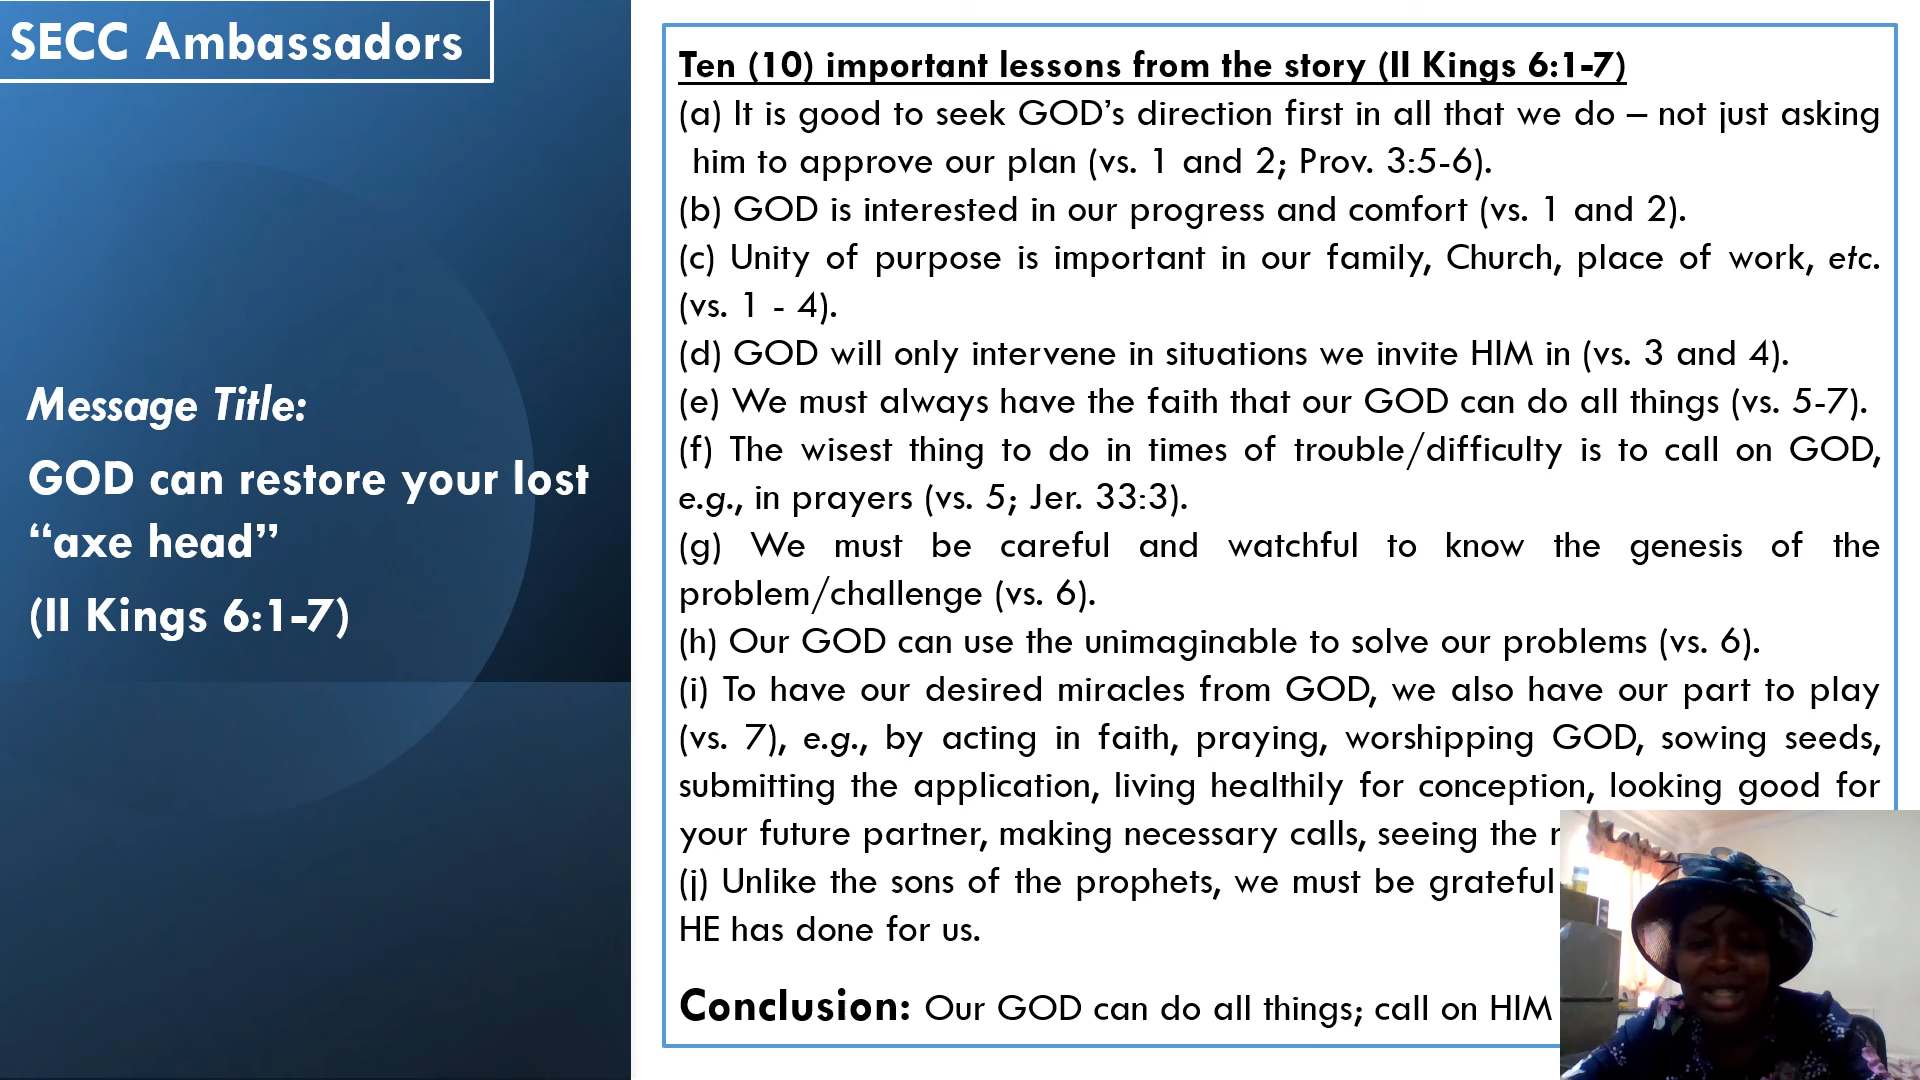 SECC Ambassadors
Message Title:
GOD can restore your lost
“axe head”
(II Kings 6:1-7)
Ten (10) important lessons from the story (II Kings 6:1-7)
(a) It is good to seek GOD’s direction first in all that we do – not just asking
him to approve our plan (vs. 1 and 2; Prov. 3:5-6).
(b) GOD is interested in our progress and comfort (vs. 1 and 2).
(c) Unity of purpose is important in our family, Church, place of work, etc.
(vs. 1 - 4).
(d) GOD will only intervene in situations we invite HIM in (vs. 3 and 4).
(e) We must always have the faith that our GOD can do all things (vs. 5-7).
(f) The wisest thing to do in times of trouble/difficulty is to call on GOD,
e.g., in prayers (vs. 5; Jer. 33:3).
(g) We must be careful and watchful to know the genesis of the
problem/challenge (vs. 6).
(h) Our GOD can use the unimaginable to solve our problems (vs. 6).
(i) To have our desired miracles from GOD, we also have our part to play
(vs. 7), e.g., by acting in faith, praying, worshipping GOD, sowing seeds,
submitting the application, living healthily for conception, looking good for
your future partner, making necessary calls, seeing the
(j) Unlike the sons of the prophets, we must be grateful
HE has done for us.
Conclusion: Our GOD can do all things; call on HIM